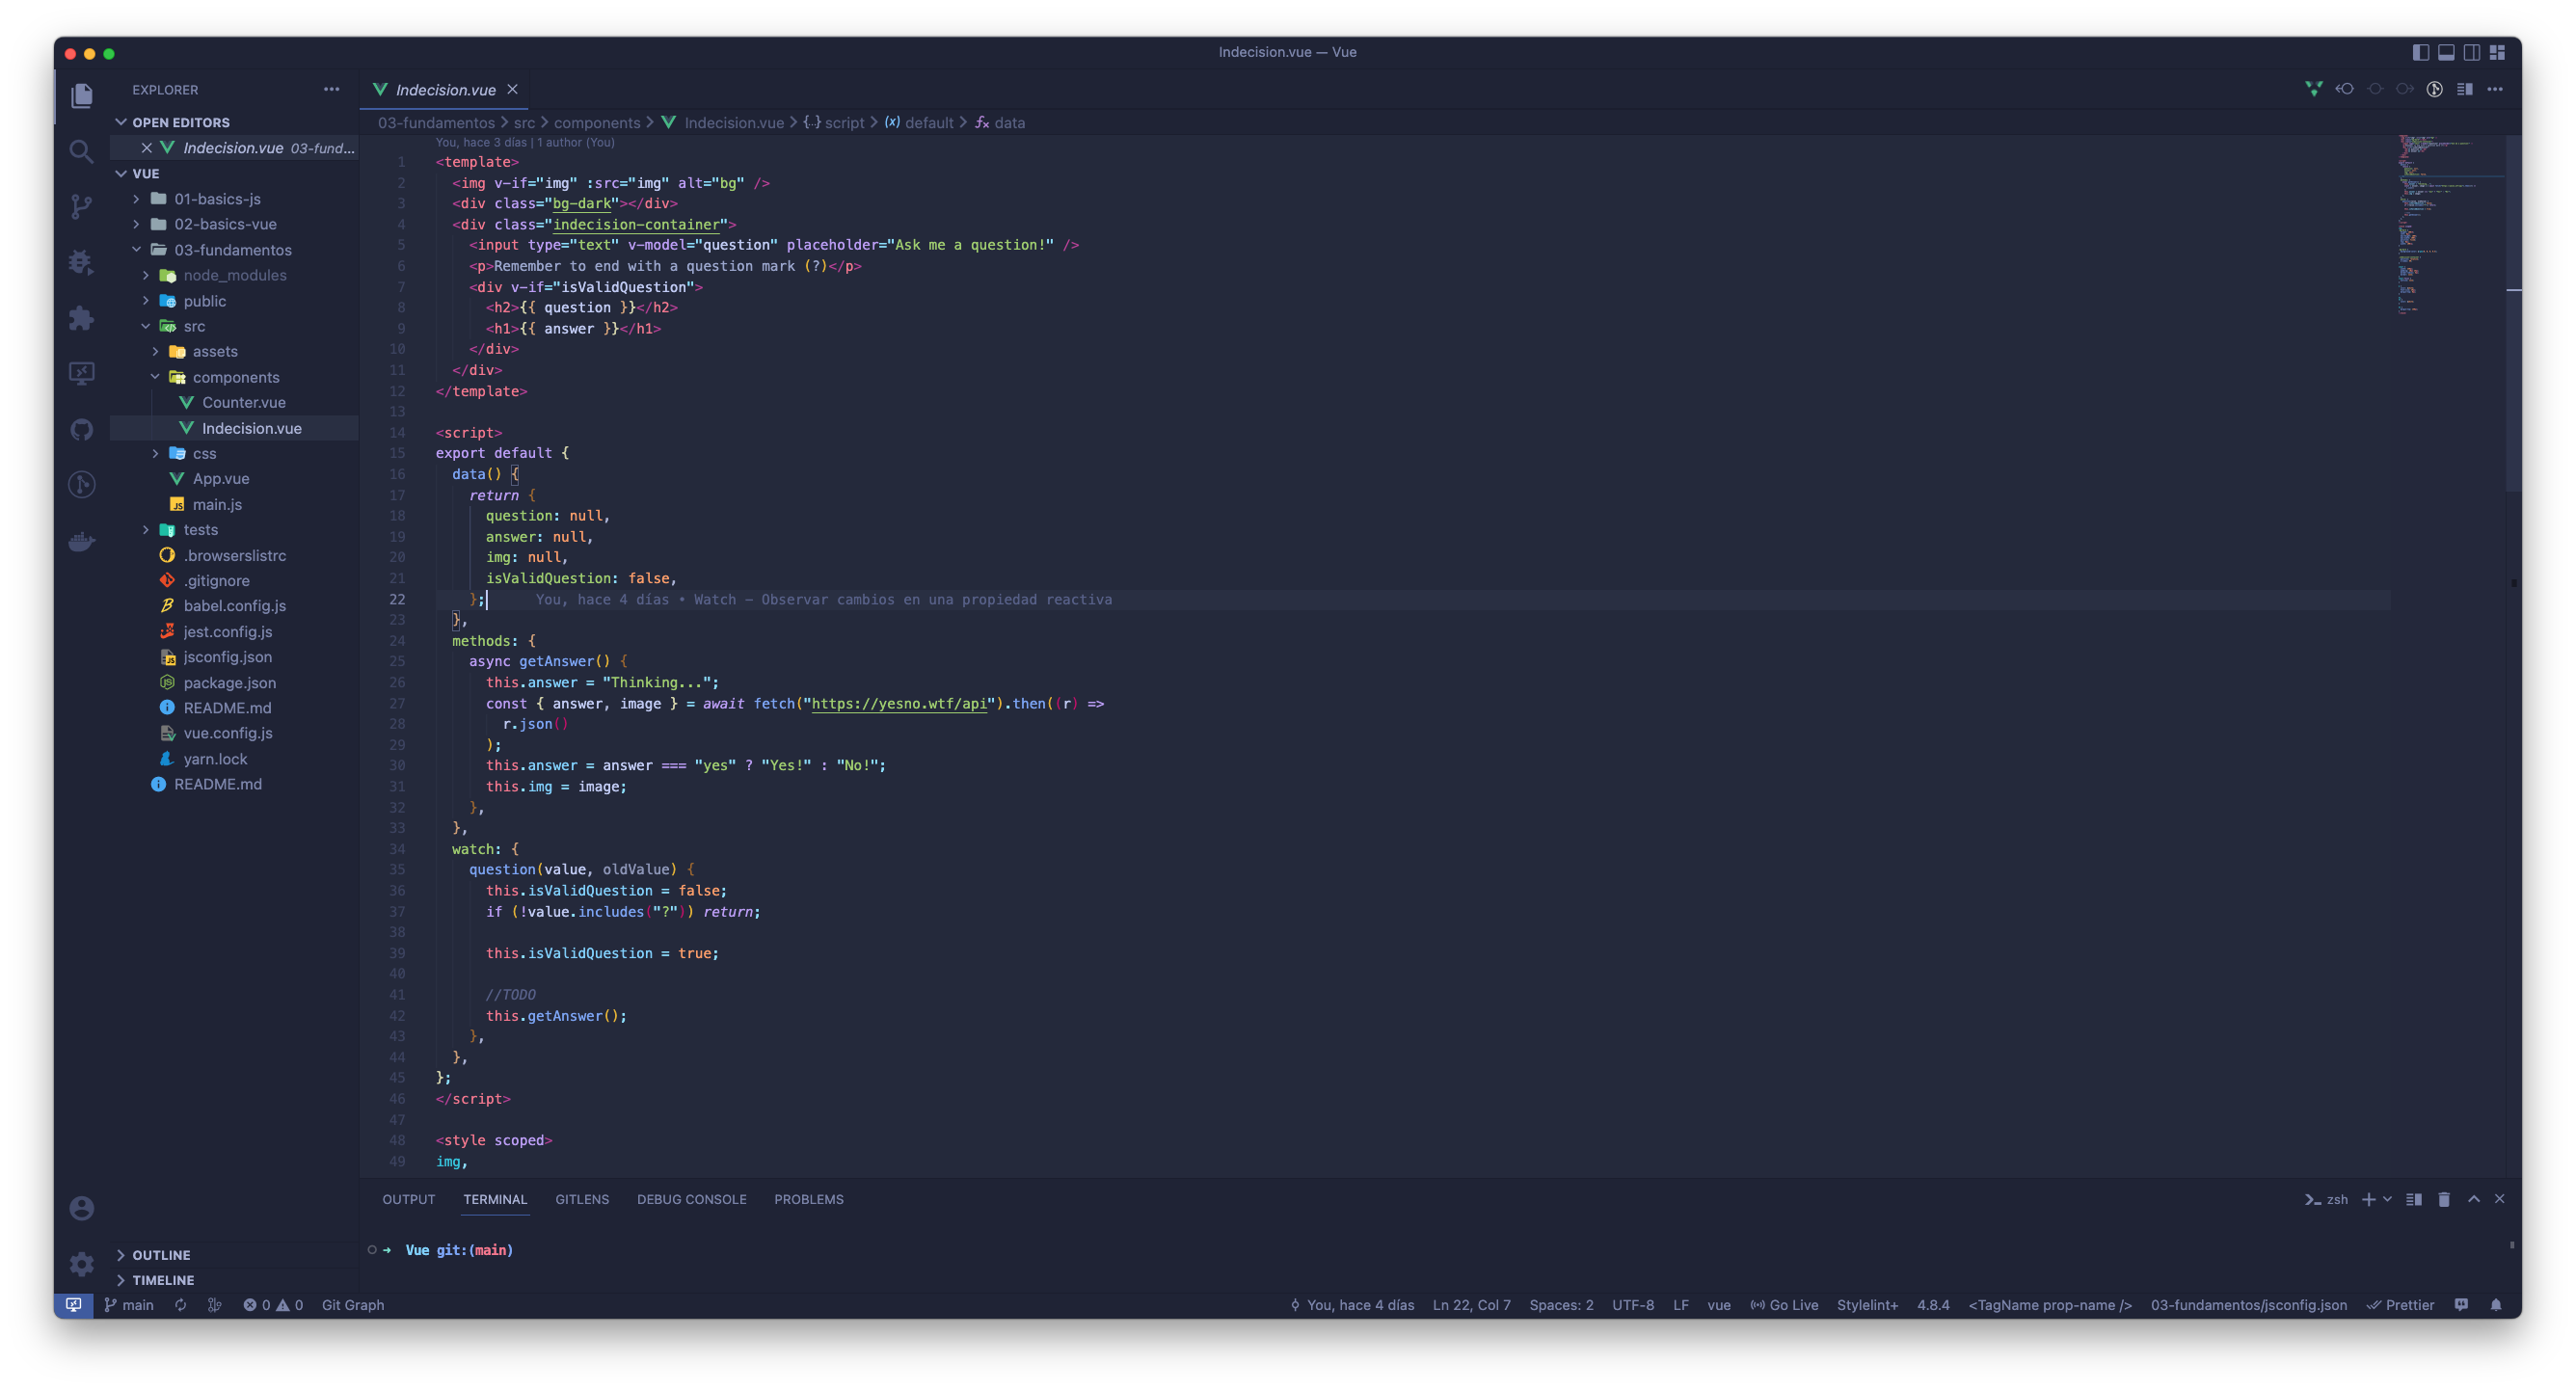 Indecision.vue — Vue
EXPLORER
OPEN EDITORS
Indecision.vue 03-fund...
VUE
01-basics-js
02-basics-vue
03-fundamentos
node_modules
public
src
assets
components
Counter.vue
Indecision.vue
css
App.vue
main.js
tests
.browserslistrc
.gitignore
babel.config.js
jest.config.js
jsconfig.json
package.json
README.md
vue.config.js
yarn.lock
README.md
OUTLINE
TIMELINE
Indecision.vue
03-fundamentos > src > components > Indecision.vue > {..} script > (x) default > fx data
You, hace 3 días | 1 author (You)
1 <template>
2 <img v-if="img" :src="img" alt="bg" />
3 <div class="bg-dark"></div>
4 <div class="indecision-container">
5 <input type="text" v-model="question" placeholder="Ask me a question!" />
6 <p>Remember to end with a question mark (?)</p>
7 <div v-if="isValidQuestion">
8 <h2>{{ question }}</h2>
9 <h1>{{ answer }}</h1>
10 </div>
11 </div>
12 </template>
13
14 <script>
15 export default {
16 data() {
17 return {
18 question: null,
19 answer: null,
20 img: null,
21 isValidQuestion: false,
22 }; You, hace 4 días • Watch – Observar cambios en una propiedad reactiva
23 },
24 methods: {
25 async getAnswer() {
26 this.answer = "Thinking...";
27 const { answer, image } = await fetch("https://yesno.wtf/api").then((r) =>
28 r.json()
29 );
30 this.answer = answer === "yes" ? "Yes!" : "No!";
31 this.img = image;
32 },
33 },
34 watch: {
35 question(value, oldValue) {
36 this.isValidQuestion = false;
37 if (!value.includes("?")) return;
38
39 this.isValidQuestion = true;
40
41 //TODO
42 this.getAnswer();
43 },
44 },
45 };
46 </script>
47
48 <style scoped>
49 img,
OUTPUT TERMINAL GITLENS DEBUG CONSOLE PROBLEMS
zsh
➜ Vue git:(main)
main 0 0 Git Graph
You, hace 4 días Ln 22, Col 7 Spaces: 2 UTF-8 LF vue Go Live Stylelint+ 4.8.4 <TagName prop-name /> 03-fundamentos/jsconfig.json Prettier